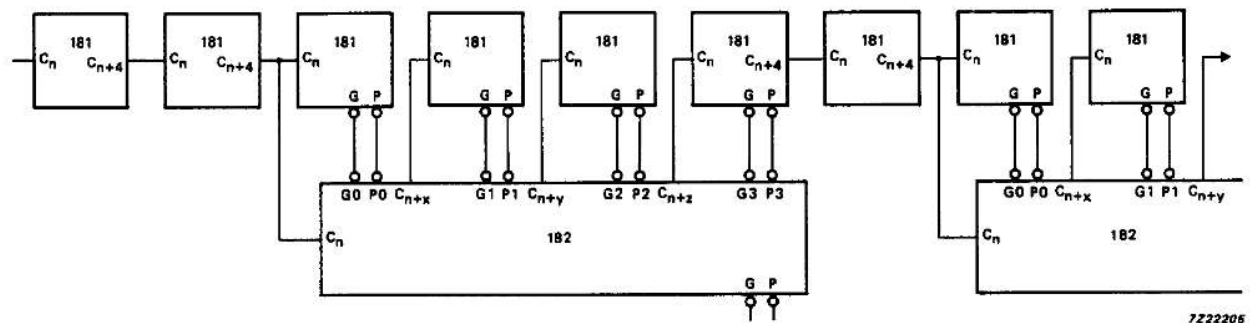 181 181 181 181 181 181 181 181 181
Cn Cn+4 Cn Cn+4 Cn Cn Cn Cn Cn+4 Cn Cn+4 Cn Cn
G P G P G P G P G P G P
G0 P0 Cn+x G1 P1 Cn+y G2 P2 Cn+z G3 P3 G0 P0 Cn+x G1 P1 Cn+y
Cn 182 Cn 182
G P
7Z22206